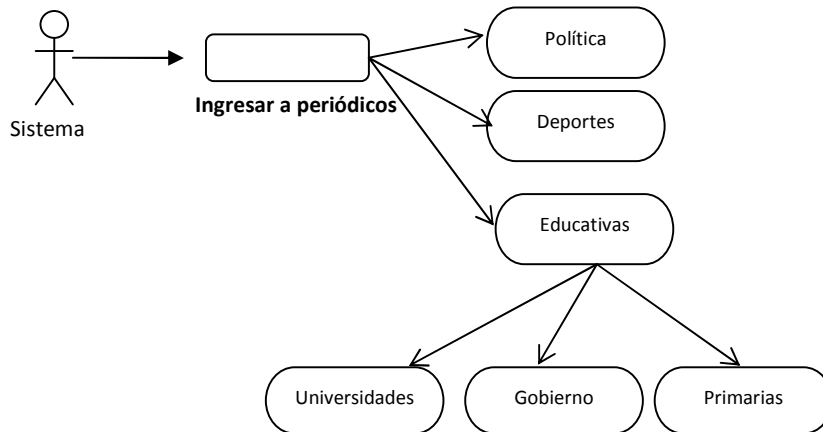 Política
Sistema
Ingresar a periódicos
Deportes
Educativas
Universidades
Gobierno
Primarias